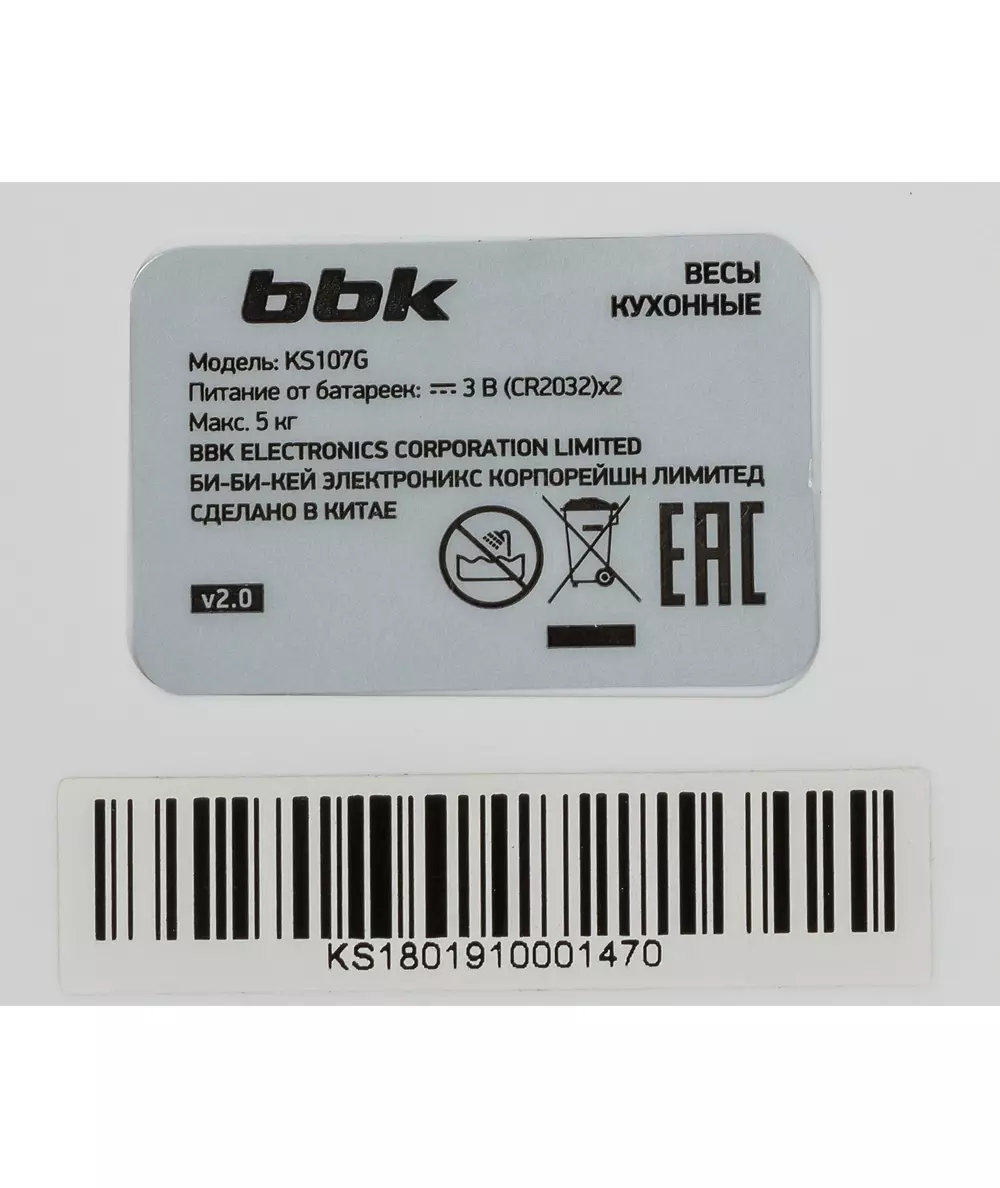 bbk
ВЕСЫ
КУХОННЫЕ
Модель: KS107G
Питание от батареек: ⎓ 3 В (CR2032)x2
Макс. 5 кг
BBK ELECTRONICS CORPORATION LIMITED
БИ-БИ-КЕЙ ЭЛЕКТРОНИКС КОРПОРЕЙШН ЛИМИТЕД
СДЕЛАНО В КИТАЕ
EAC
v2.0
KS1801910001470